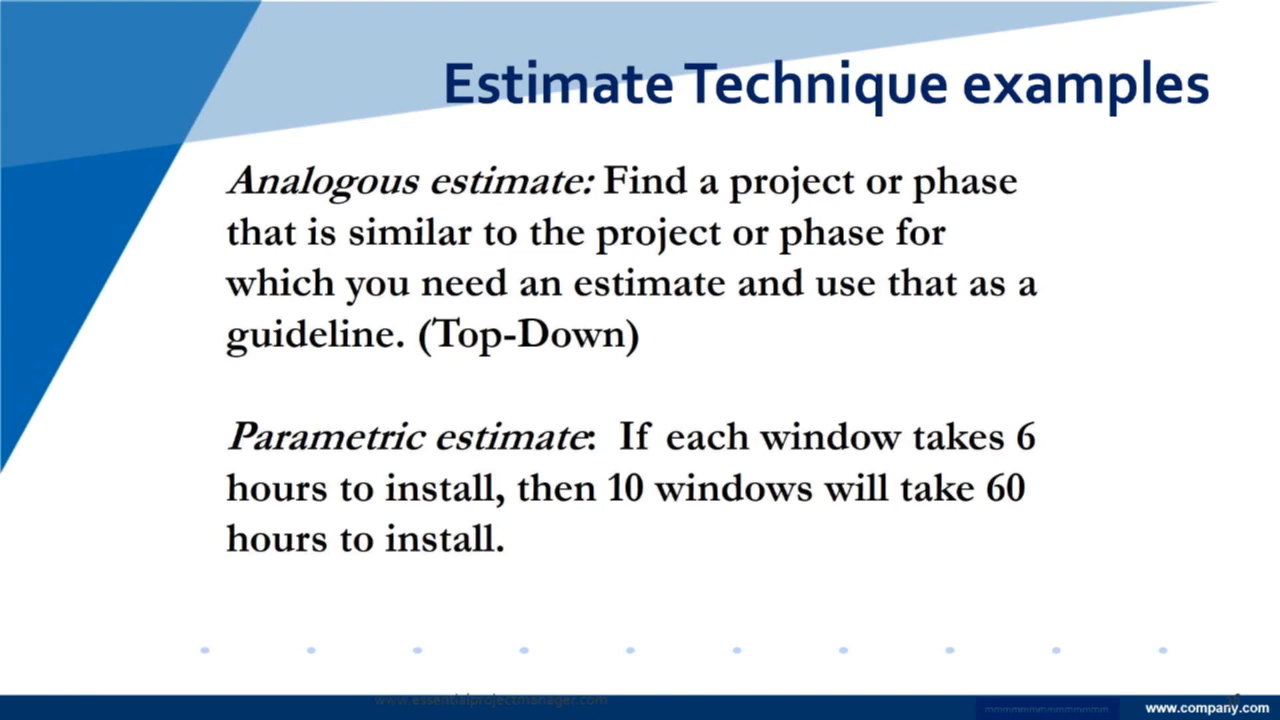 Estimate Technique examples
Analogous estimate: Find a project or phase
that is similar to the project or phase for
which you need an estimate and use that as a
guideline. (Top-Down)
Parametric estimate:  If each window takes 6
hours to install, then 10 windows will take 60
hours to install.
www.essentialprojectmanager.com
www.company.com